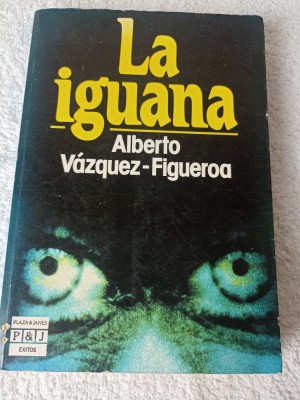 La
iguana
Alberto
Vázquez-Figueroa
PLAZA & JANES
P & J
EXITOS